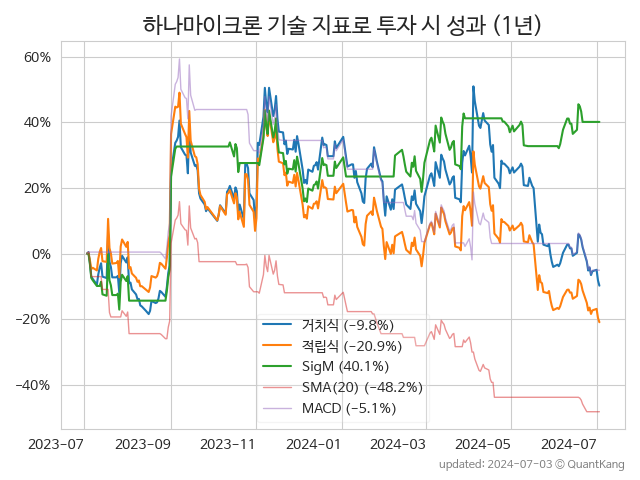 하나마이크론 기술 지표로 투자 시 성과 (1년)
60%
40%
20%
0%
−20%
−40%
거치식 (−9.8%)
적립식 (−20.9%)
SigM (40.1%)
SMA(20) (−48.2%)
MACD (−5.1%)
2023-07 2023-09 2023-11 2024-01 2024-03 2024-05 2024-07
updated: 2024-07-03 © QuantKang